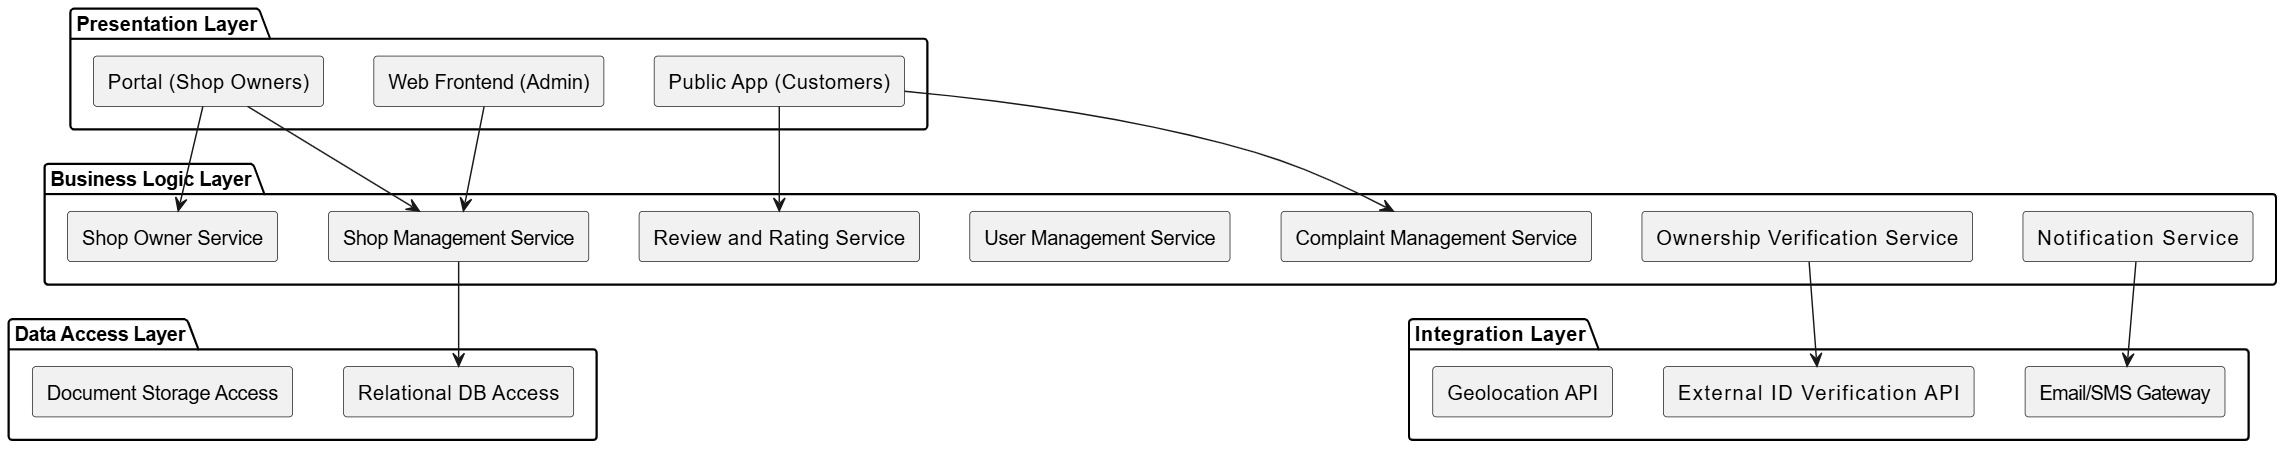 Presentation Layer
Portal (Shop Owners)
Web Frontend (Admin)
Public App (Customers)
Business Logic Layer
Shop Owner Service
Shop Management Service
Review and Rating Service
User Management Service
Complaint Management Service
Ownership Verification Service
Notification Service
Data Access Layer
Document Storage Access
Relational DB Access
Integration Layer
Geolocation API
External ID Verification API
Email/SMS Gateway